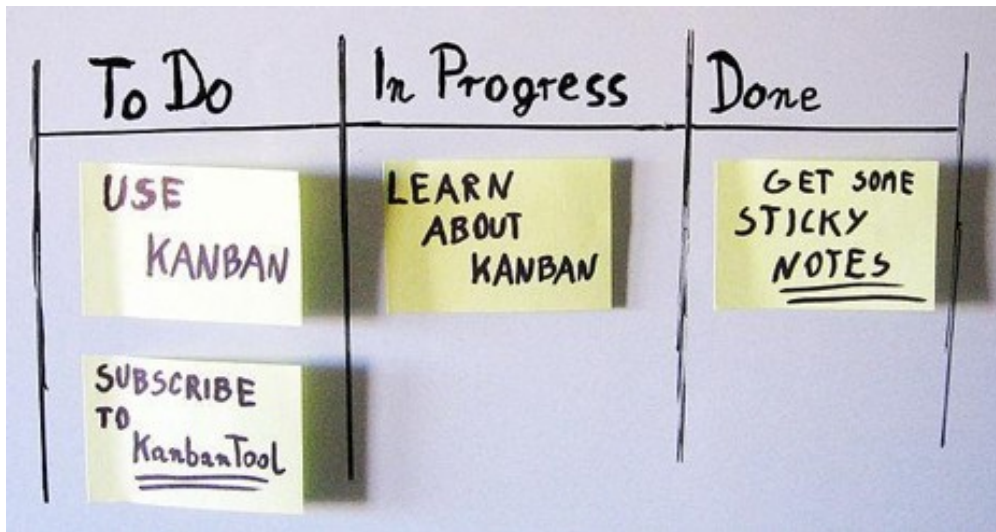 To Do
In Progress
Done
USE
KANBAN
SUBSCRIBE
TO
KanbanTool
LEARN
ABOUT
KANBAN
GET SOME
STICKY
NOTES